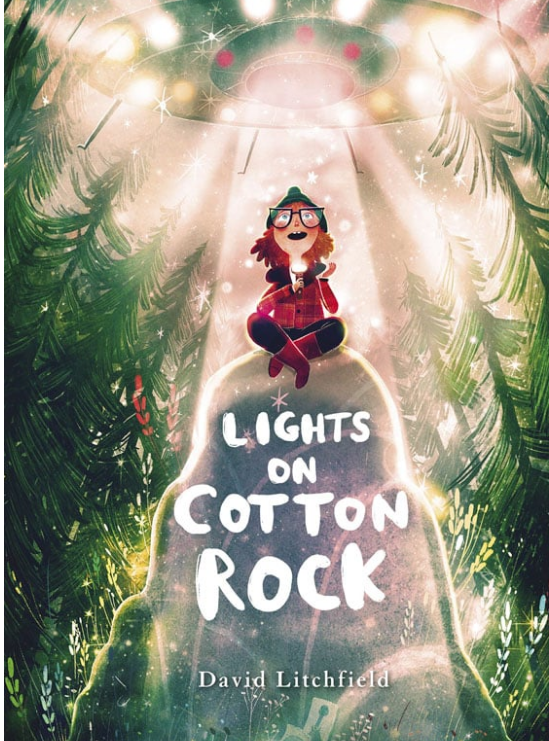 LIGHTS
ON
COTTON
ROCK
David Litchfield